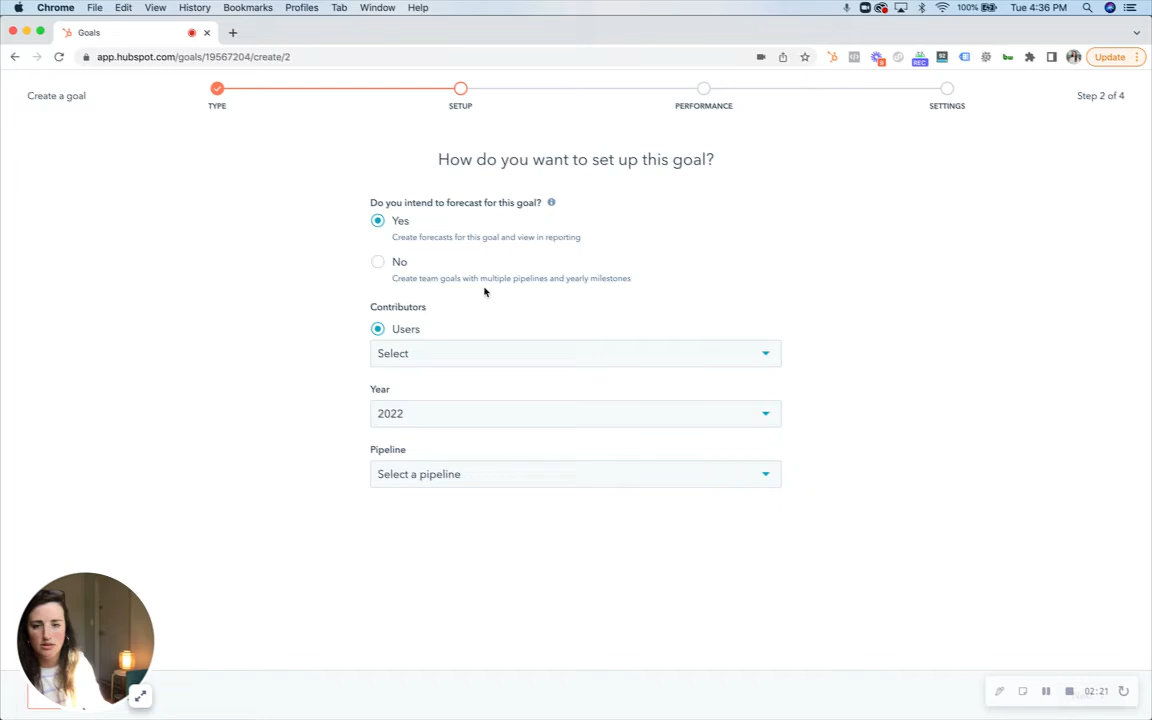 Chrome File Edit View History Bookmarks Profiles Tab Window Help 100% Tue 4:36 PM
Goals
app.hubspot.com/goals/19567204/create/2 REC Update
Create a goal TYPE SETUP PERFORMANCE SETTINGS Step 2 of 4
How do you want to set up this goal?
Do you intend to forecast for this goal?
Yes
Create forecasts for this goal and view in reporting
No
Create team goals with multiple pipelines and yearly milestones
Contributors
Users
Select
Year
2022
Pipeline
Select a pipeline
02:21